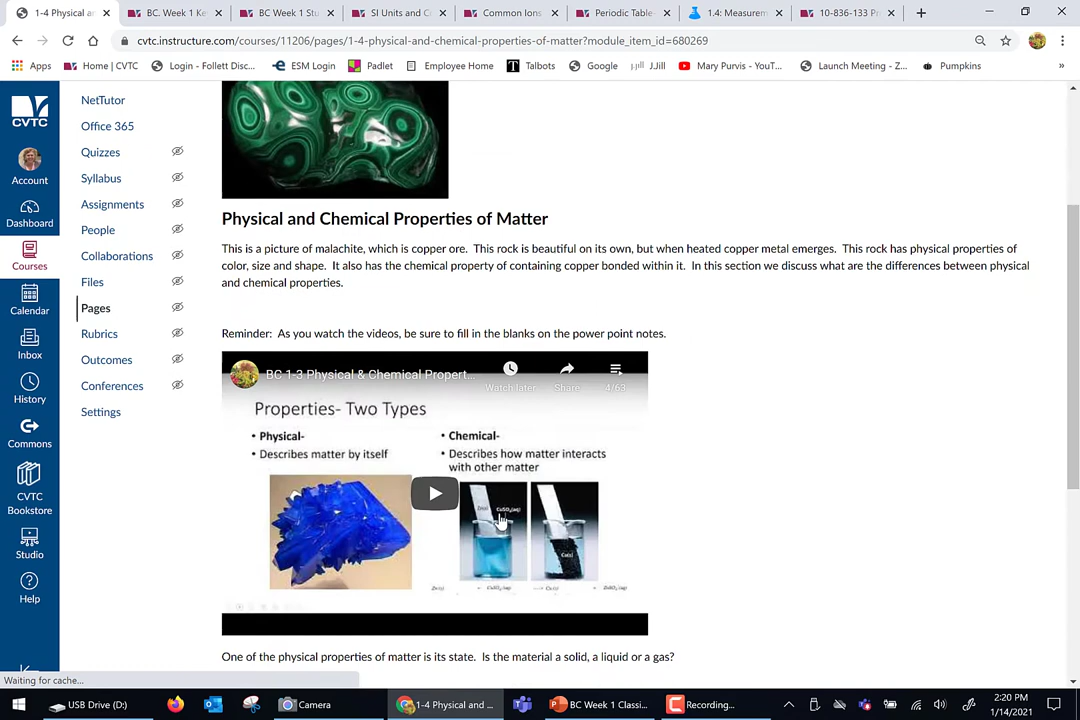 1-4 Physical an
BC. Week 1 Ke
BC Week 1 Stu
SI Units and C
Common Ions
Periodic Table
1.4: Measurem
10-836-133 Pr
cvtc.instructure.com/courses/11206/pages/1-4-physical-and-chemical-properties-of-matter?module_item_id=680269
Apps
Home | CVTC
Login - Follett Disc...
ESM Login
Padlet
Employee Home
Talbots
Google
J.Jill
Mary Purvis - YouT...
Launch Meeting - Z...
Pumpkins
CVTC
Account
Dashboard
Courses
Calendar
Inbox
History
Commons
CVTC
Bookstore
Studio
Help
NetTutor
Office 365
Quizzes
Syllabus
Assignments
People
Collaborations
Files
Pages
Rubrics
Outcomes
Conferences
Settings
Physical and Chemical Properties of Matter
This is a picture of malachite, which is copper ore. This rock is beautiful on its own, but when heated copper metal emerges. This rock has physical properties of
color, size and shape. It also has the chemical property of containing copper bonded within it. In this section we discuss what are the differences between physical
and chemical properties.
Reminder: As you watch the videos, be sure to fill in the blanks on the power point notes.
BC 1-3 Physical & Chemical Propert...
Watch later
Share
4/63
Properties- Two Types
• Physical-
• Describes matter by itself
• Chemical-
• Describes how matter interacts
with other matter
One of the physical properties of matter is its state. Is the material a solid, a liquid or a gas?
Waiting for cache...
USB Drive (D:)
Camera
1-4 Physical and ...
BC Week 1 Classi...
Recording...
2:20 PM
1/14/2021